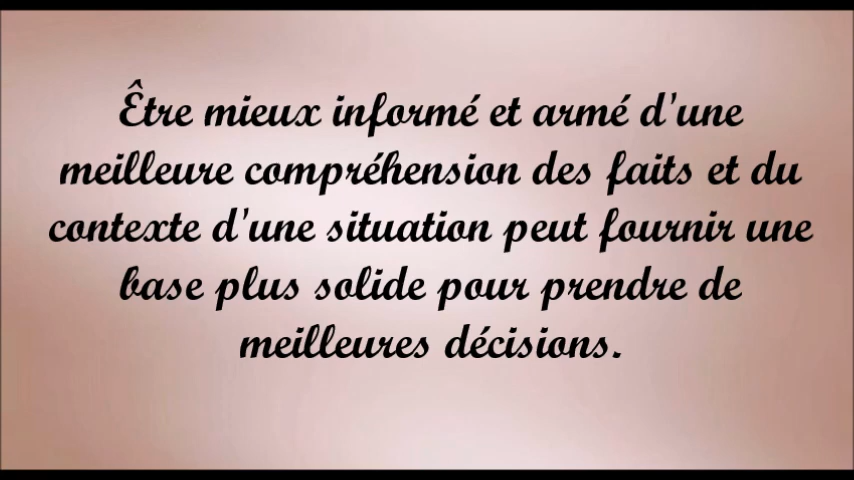 Être mieux informé et armé d'une
meilleure compréhension des faits et du
contexte d'une situation peut fournir une
base plus solide pour prendre de
meilleures décisions.